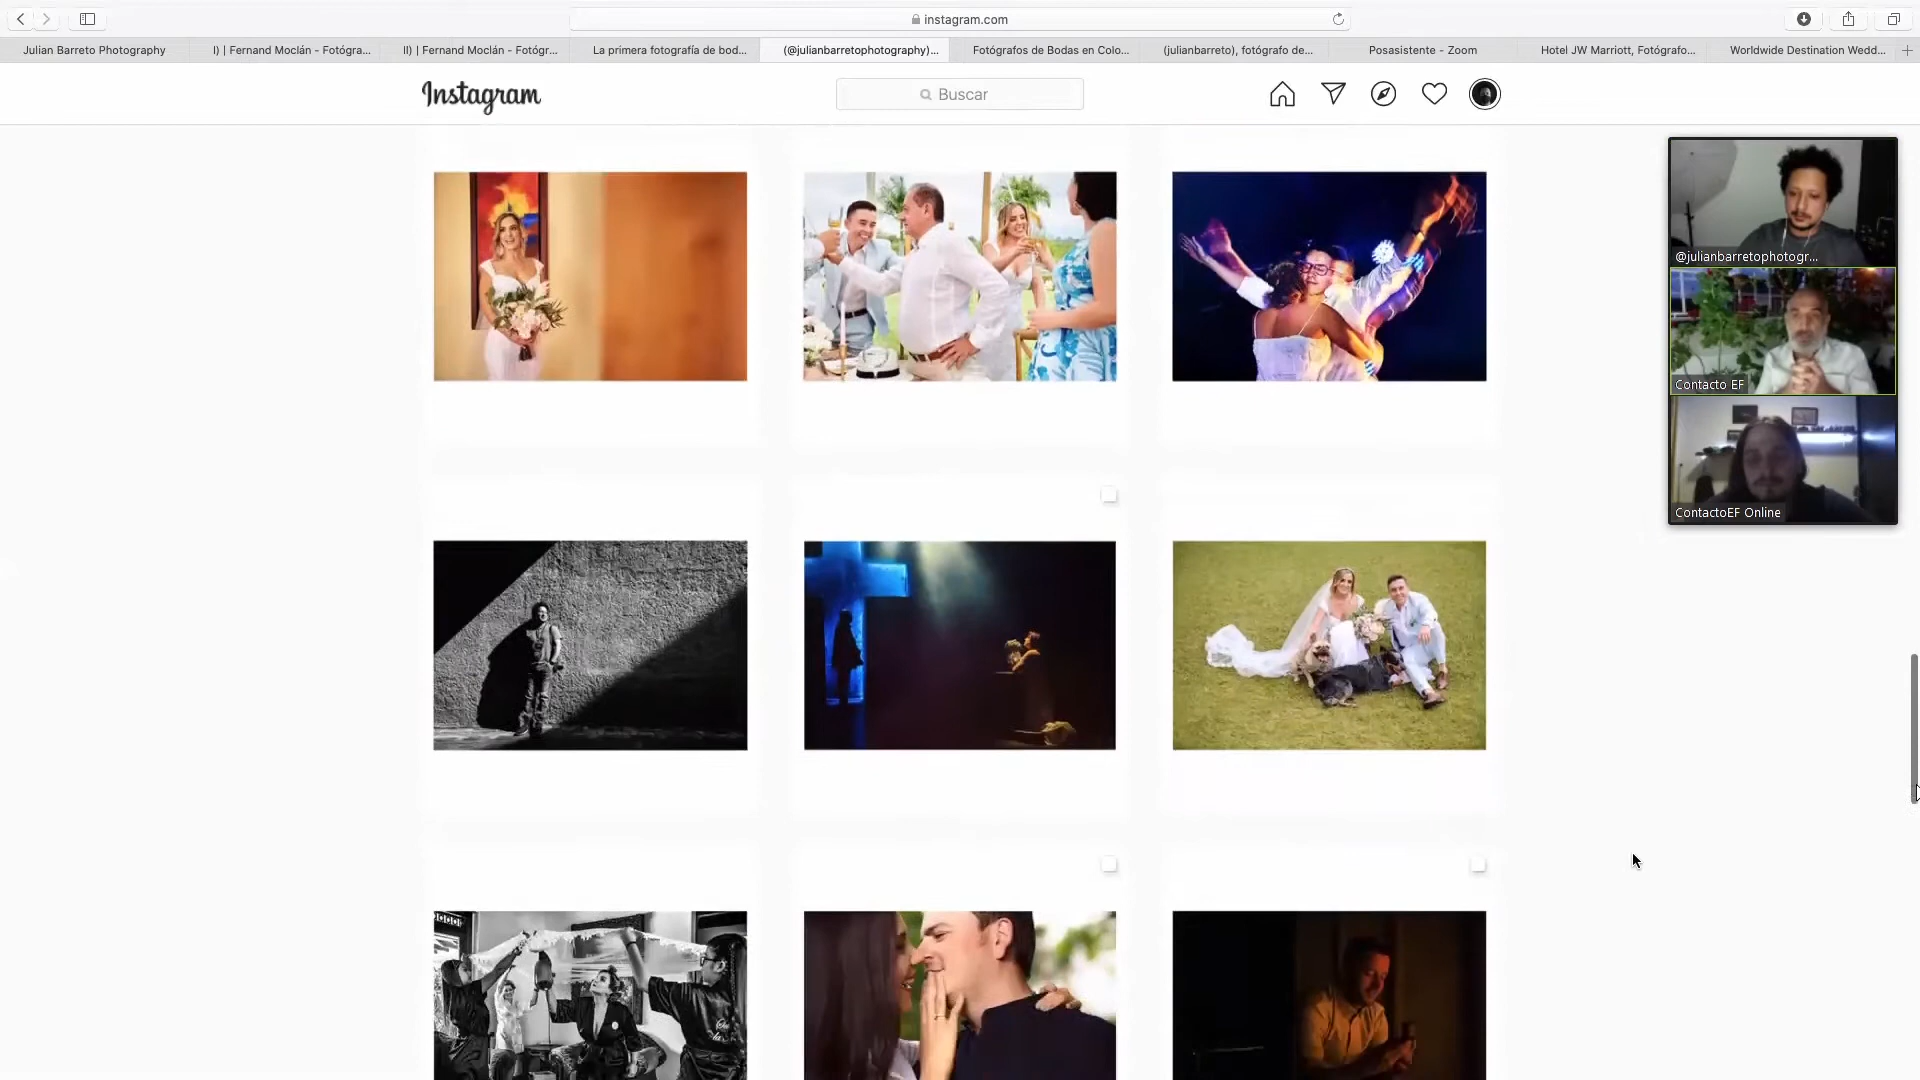 instagram.com
Julian Barreto Photography
I) | Fernand Moclán - Fotógra...
II) | Fernand Moclán - Fotógr...
La primera fotografía de bod...
(@julianbarretophotography)...
Fotógrafos de Bodas en Colo...
(julianbarreto), fotógrafo de...
Posasistente - Zoom
Hotel JW Marriott, Fotógrafo...
Worldwide Destination Wedd...
Instagram
Buscar
@julianbarretophotogr...
Contacto EF
ContactoEF Online